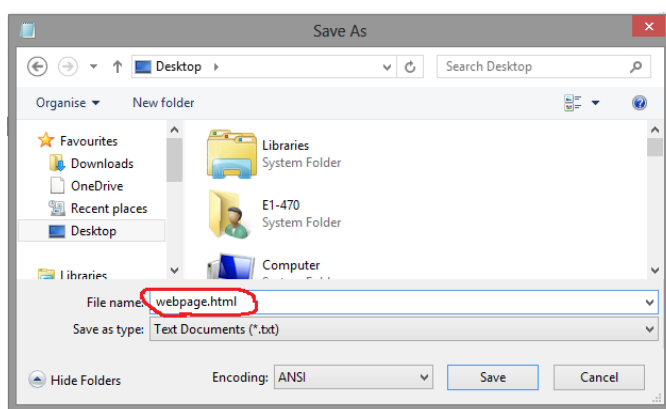 Save As
Desktop
Search Desktop
Organise
New folder
Favourites
Downloads
OneDrive
Recent places
Desktop
Libraries
Libraries
System Folder
E1-470
System Folder
Computer
File name: webpage.html
Save as type: Text Documents (*.txt)
Hide Folders
Encoding: ANSI
Save
Cancel